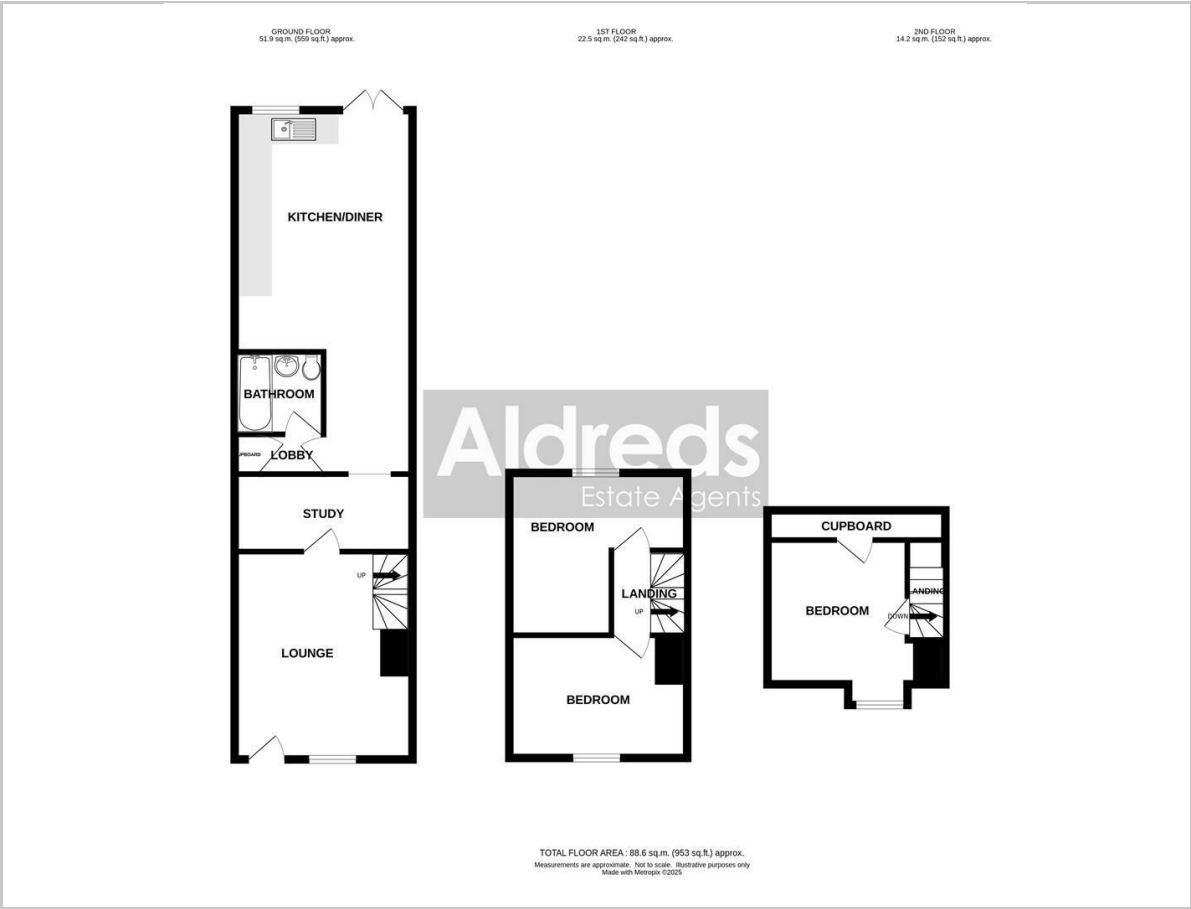 GROUND FLOOR
51.9 sq.m. (559 sq.ft.) approx.
1ST FLOOR
22.5 sq.m. (242 sq.ft.) approx.
2ND FLOOR
14.2 sq.m. (152 sq.ft.) approx.
KITCHEN/DINER
BATHROOM
UPBOARD
LOBBY
STUDY
UP
LOUNGE
Aldreds
Estate Agents
BEDROOM
LANDING
UP
BEDROOM
CUPBOARD
BEDROOM
LANDING
DOWN
TOTAL FLOOR AREA : 88.6 sq.m. (953 sq.ft.) approx.
Measurements are approximate. Not to scale. Illustrative purposes only
Made with Metropix ©2025